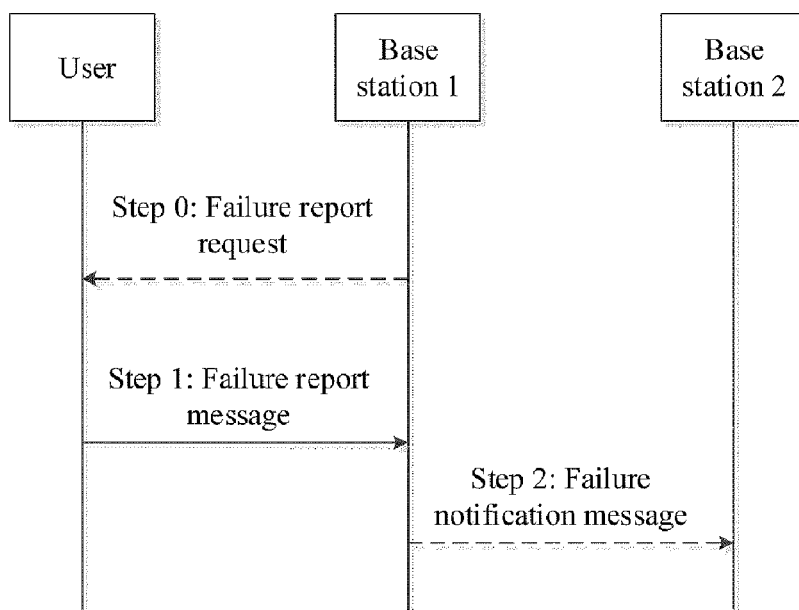 User
Base
station 1
Base
station 2
Step 0: Failure report
request
Step 1: Failure report
message
Step 2: Failure
notification message